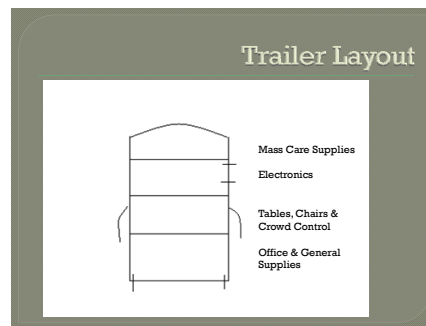 Trailer Layout
Mass Care Supplies
Electronics
Tables, Chairs &
Crowd Control
Office & General
Supplies